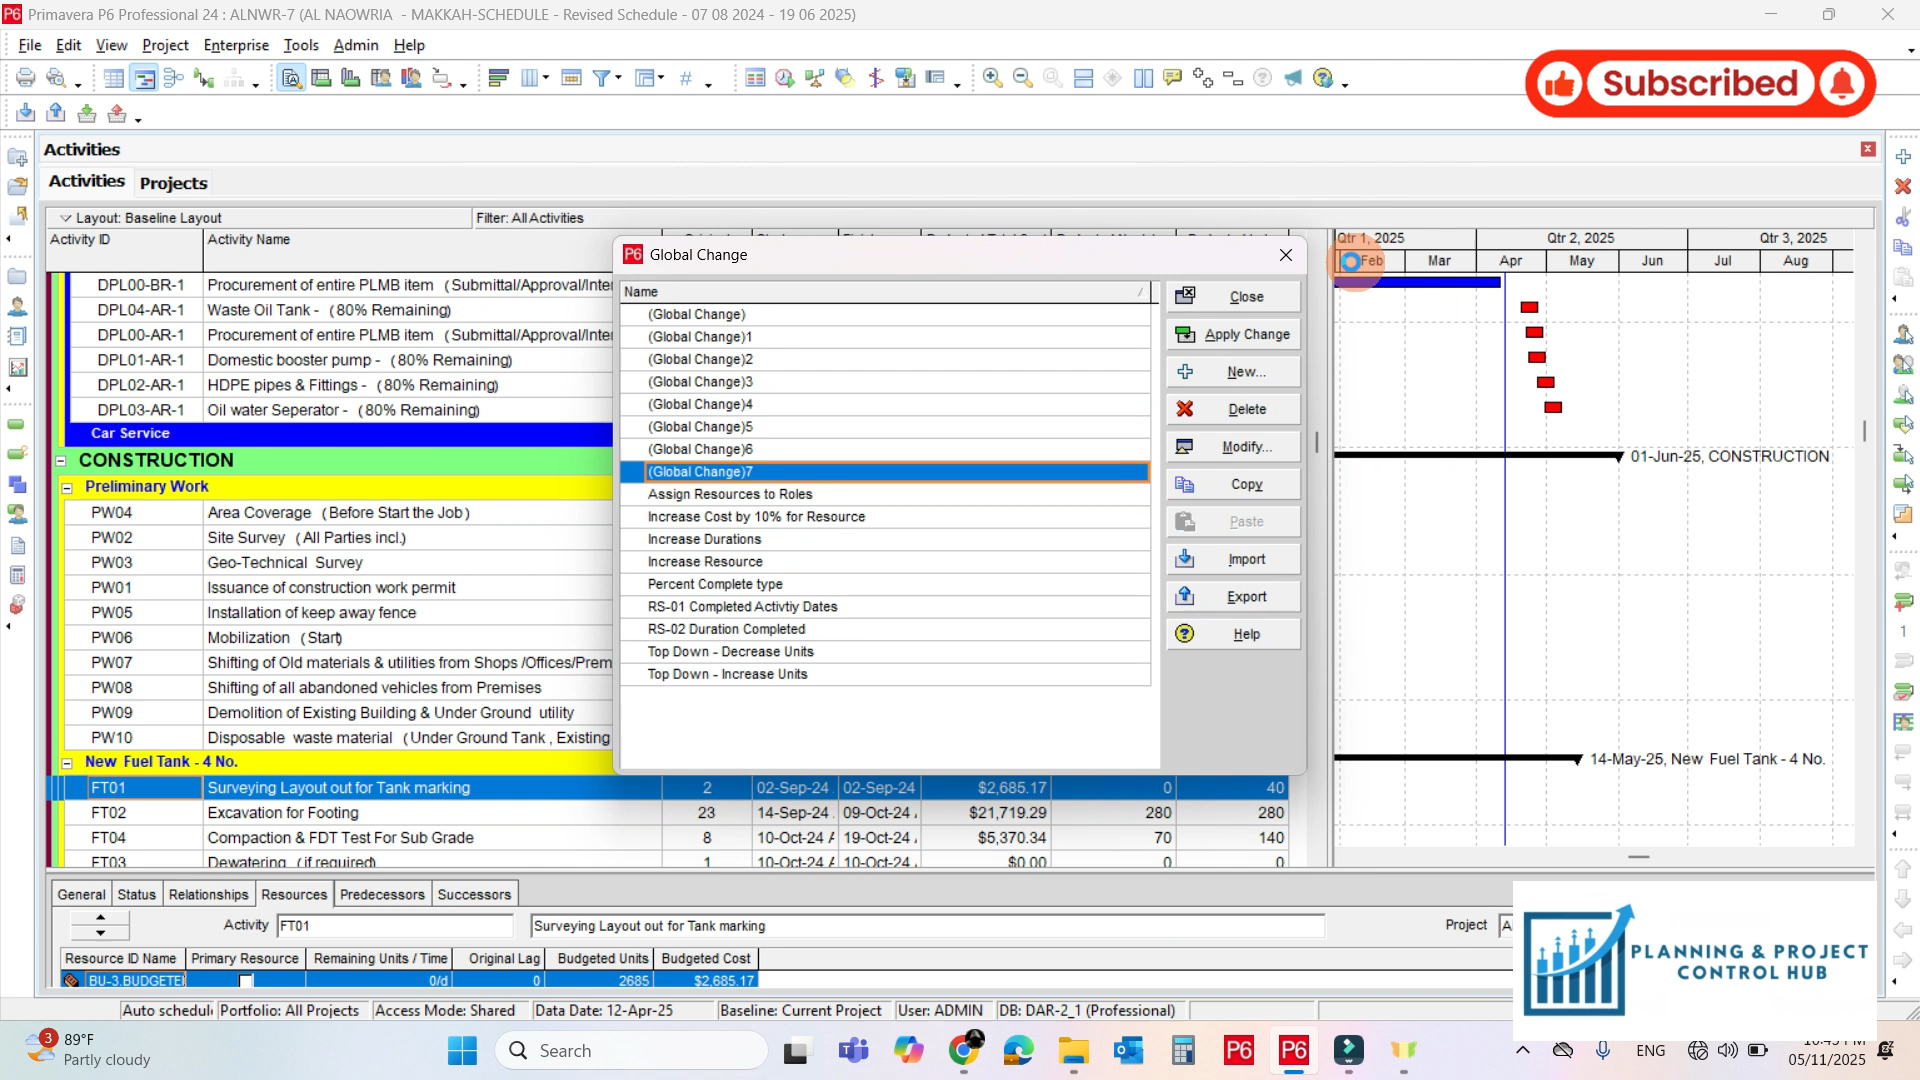 Primavera P6 Professional 24 : ALNWR-7 (AL NAOWRIA - MAKKAH-SCHEDULE - Revised Schedule - 07 08 2024 - 19 06 2025)
File Edit View Project Enterprise Tools Admin Help
Subscribed
Activities
Activities Projects
Layout: Baseline Layout Filter: All Activities
Activity ID Activity Name
Qtr 1, 2025 Qtr 2, 2025 Qtr 3, 2025
Feb Mar Apr May Jun Jul Aug
DPL00-BR-1 Procurement of entire PLMB item (Submittal/Approval/Inte
DPL04-AR-1 Waste Oil Tank - (80% Remaining)
DPL00-AR-1 Procurement of entire PLMB item (Submittal/Approval/Inte
DPL01-AR-1 Domestic booster pump - (80% Remaining)
DPL02-AR-1 HDPE pipes & Fittings - (80% Remaining)
DPL03-AR-1 Oil water Seperator - (80% Remaining)
Car Service
CONSTRUCTION
01-Jun-25, CONSTRUCTION
Preliminary Work
PW04 Area Coverage (Before Start the Job)
PW02 Site Survey (All Parties incl.)
PW03 Geo-Technical Survey
PW01 Issuance of construction work permit
PW05 Installation of keep away fence
PW06 Mobilization (Start)
PW07 Shifting of Old materials & utilities from Shops /Offices/Prem
PW08 Shifting of all abandoned vehicles from Premises
PW09 Demolition of Existing Building & Under Ground utility
PW10 Disposable waste material (Under Ground Tank , Existing
New Fuel Tank - 4 No.
14-May-25, New Fuel Tank - 4 No.
FT01 Surveying Layout out for Tank marking 2 02-Sep-24 02-Sep-24 $2,685.17 0 40
FT02 Excavation for Footing 23 14-Sep-24 09-Oct-24 $21,719.29 280 280
FT04 Compaction & FDT Test For Sub Grade 8 10-Oct-24 A 19-Oct-24 $5,370.34 70 140
FT03 Dewatering (if required) 1 10-Oct-24 A 10-Oct-24 $0.00 0 0
Global Change
Name
(Global Change)
(Global Change)1
(Global Change)2
(Global Change)3
(Global Change)4
(Global Change)5
(Global Change)6
(Global Change)7
Assign Resources to Roles
Increase Cost by 10% for Resource
Increase Durations
Increase Resource
Percent Complete type
RS-01 Completed Activtiy Dates
RS-02 Duration Completed
Top Down - Decrease Units
Top Down - Increase Units
Close
Apply Change
New...
Delete
Modify...
Copy
Paste
Import
Export
Help
1
General Status Relationships Resources Predecessors Successors
Activity FT01 Surveying Layout out for Tank marking Project A
Resource ID Name Primary Resource Remaining Units / Time Original Lag Budgeted Units Budgeted Cost
BU-3.BUDGETE 0/d 0 2685 $2,685.17
PLANNING & PROJECT
CONTROL HUB
Auto schedul Portfolio: All Projects Access Mode: Shared Data Date: 12-Apr-25 Baseline: Current Project User: ADMIN DB: DAR-2_1 (Professional)
3
89°F
Partly cloudy
Search
P6 P6
ENG
05/11/2025